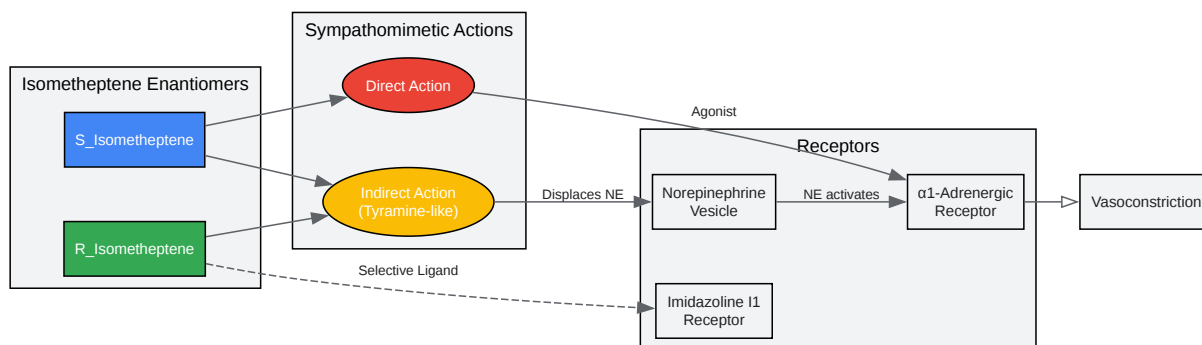 Sympathomimetic Actions
Isometheptene Enantiomers
Direct Action
S_Isometheptene
Agonist
Receptors
Indirect Action
(Tyramine-like)
Displaces NE
Norepinephrine
Vesicle
NE activates
α1-Adrenergic
Receptor
Vasoconstriction
R_Isometheptene
Selective Ligand
Imidazoline I1
Receptor